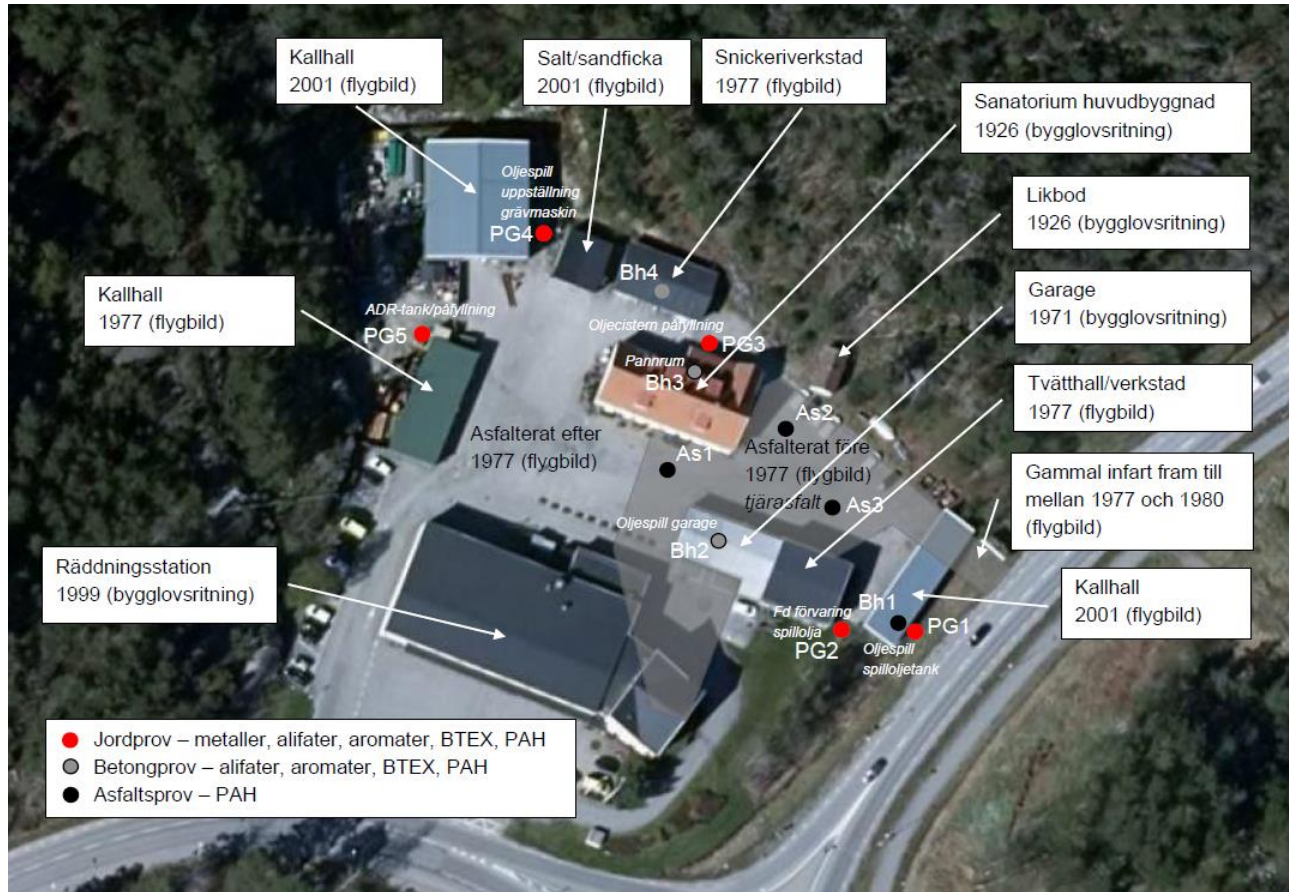 Kallhall
2001 (flygbild)
Salt/sandficka
2001 (flygbild)
Snickeriverkstad
1977 (flygbild)
Sanatorium huvudbyggnad
1926 (bygglovsritning)
Likbod
1926 (bygglovsritning)
Garage
1971 (bygglovsritning)
Tvätthall/verkstad
1977 (flygbild)
Gammal infart fram till
mellan 1977 och 1980
(flygbild)
Kallhall
2001 (flygbild)
Kallhall
1977 (flygbild)
Räddningsstation
1999 (bygglovsritning)
Oljespill
uppställning
grävmaskin
PG4
Bh4
ADR-tank/påfyllning
PG5
Oljecistern påfyllning
PG3
Pannrum
Bh3
As2
Asfalterat efter
1977 (flygbild)
As1
Asfalterat före
1977 (flygbild)
tjärasfalt
As3
Oljespill garage
Bh2
Fd förvaring
spillolja
PG2
Bh1
PG1
Oljespill
spilloljetank
Jordprov – metaller, alifater, aromater, BTEX, PAH
Betongprov – alifater, aromater, BTEX, PAH
Asfaltsprov – PAH